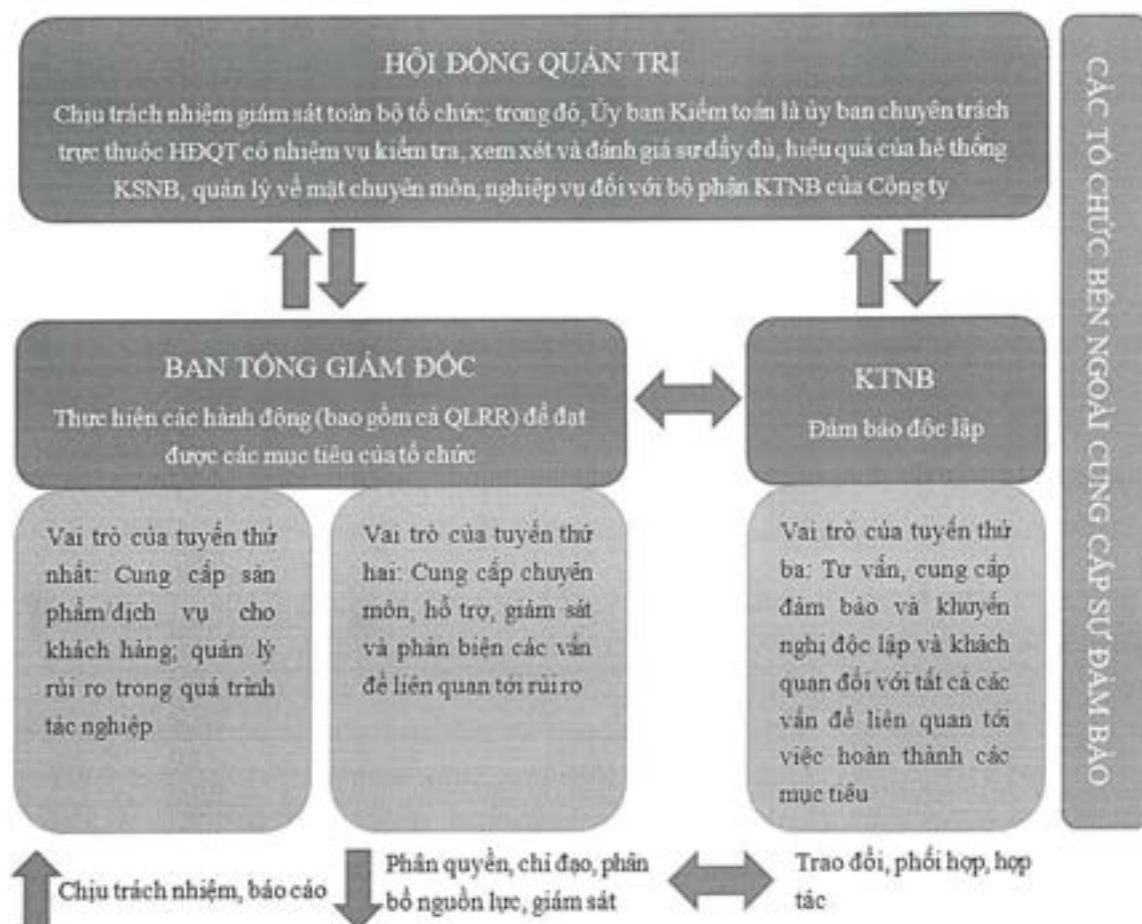 HỘI ĐỒNG QUẢN TRỊ
Chịu trách nhiệm giám sát toàn bộ tổ chức; trong đó, Ủy ban Kiểm toán là ủy ban chuyên trách
trực thuộc HĐQT có nhiệm vụ kiểm tra, xem xét và đánh giá sự đầy đủ, hiệu quả của hệ thống
KSNB, quản lý về mặt chuyên môn, nghiệp vụ đối với bộ phận KTNB của Công ty
BAN TỔNG GIÁM ĐỐC
Thực hiện các hành động (bao gồm cả QLRR) để đạt
được các mục tiêu của tổ chức
KTNB
Đảm bảo độc lập
Vai trò của tuyến thứ
nhất: Cung cấp sản
phẩm/dịch vụ cho
khách hàng; quản lý
rủi ro trong quá trình
tác nghiệp
Vai trò của tuyến thứ
hai: Cung cấp chuyên
môn, hỗ trợ, giám sát
và phản biện các vấn
đề liên quan tới rủi ro
Vai trò của tuyến thứ
ba: Tư vấn, cung cấp
đảm bảo và khuyến
nghị độc lập và khách
quan đối với tất cả các
vấn đề liên quan tới
việc hoàn thành các
mục tiêu
CÁC TỔ CHỨC BÊN NGOÀI CUNG CẤP SỰ ĐẢM BẢO
Chịu trách nhiệm, báo cáo
Phân quyền, chỉ đạo, phân
bổ nguồn lực, giám sát
Trao đổi, phối hợp, hợp
tác